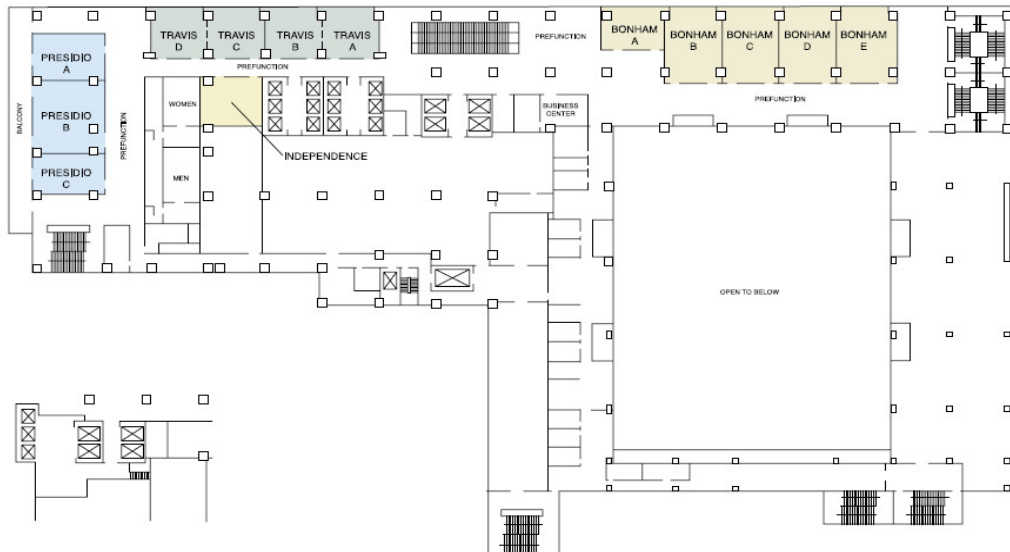 TRAVIS
D
TRAVIS
C
TRAVIS
B
TRAVIS
A
PREFUNCTION
BONHAM
A
BONHAM
B
BONHAM
C
BONHAM
D
BONHAM
E
PRESIDIO
A
PRESIDIO
B
PRESIDIO
C
BALCONY
PREFUNCTION
PREFUNCTION
WOMEN
MEN
INDEPENDENCE
BUSINESS
CENTER
PREFUNCTION
OPEN TO BELOW